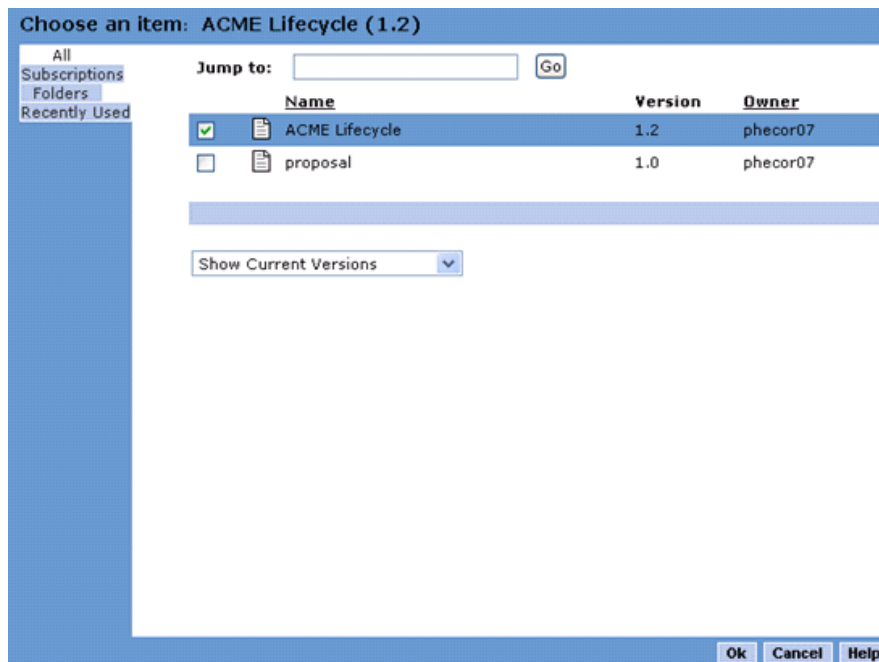 Choose an item: ACME Lifecycle (1.2)
All
Subscriptions
Folders
Recently Used
Jump to: Go
Name Version Owner
ACME Lifecycle 1.2 phecor07
proposal 1.0 phecor07
Show Current Versions
Ok Cancel Help